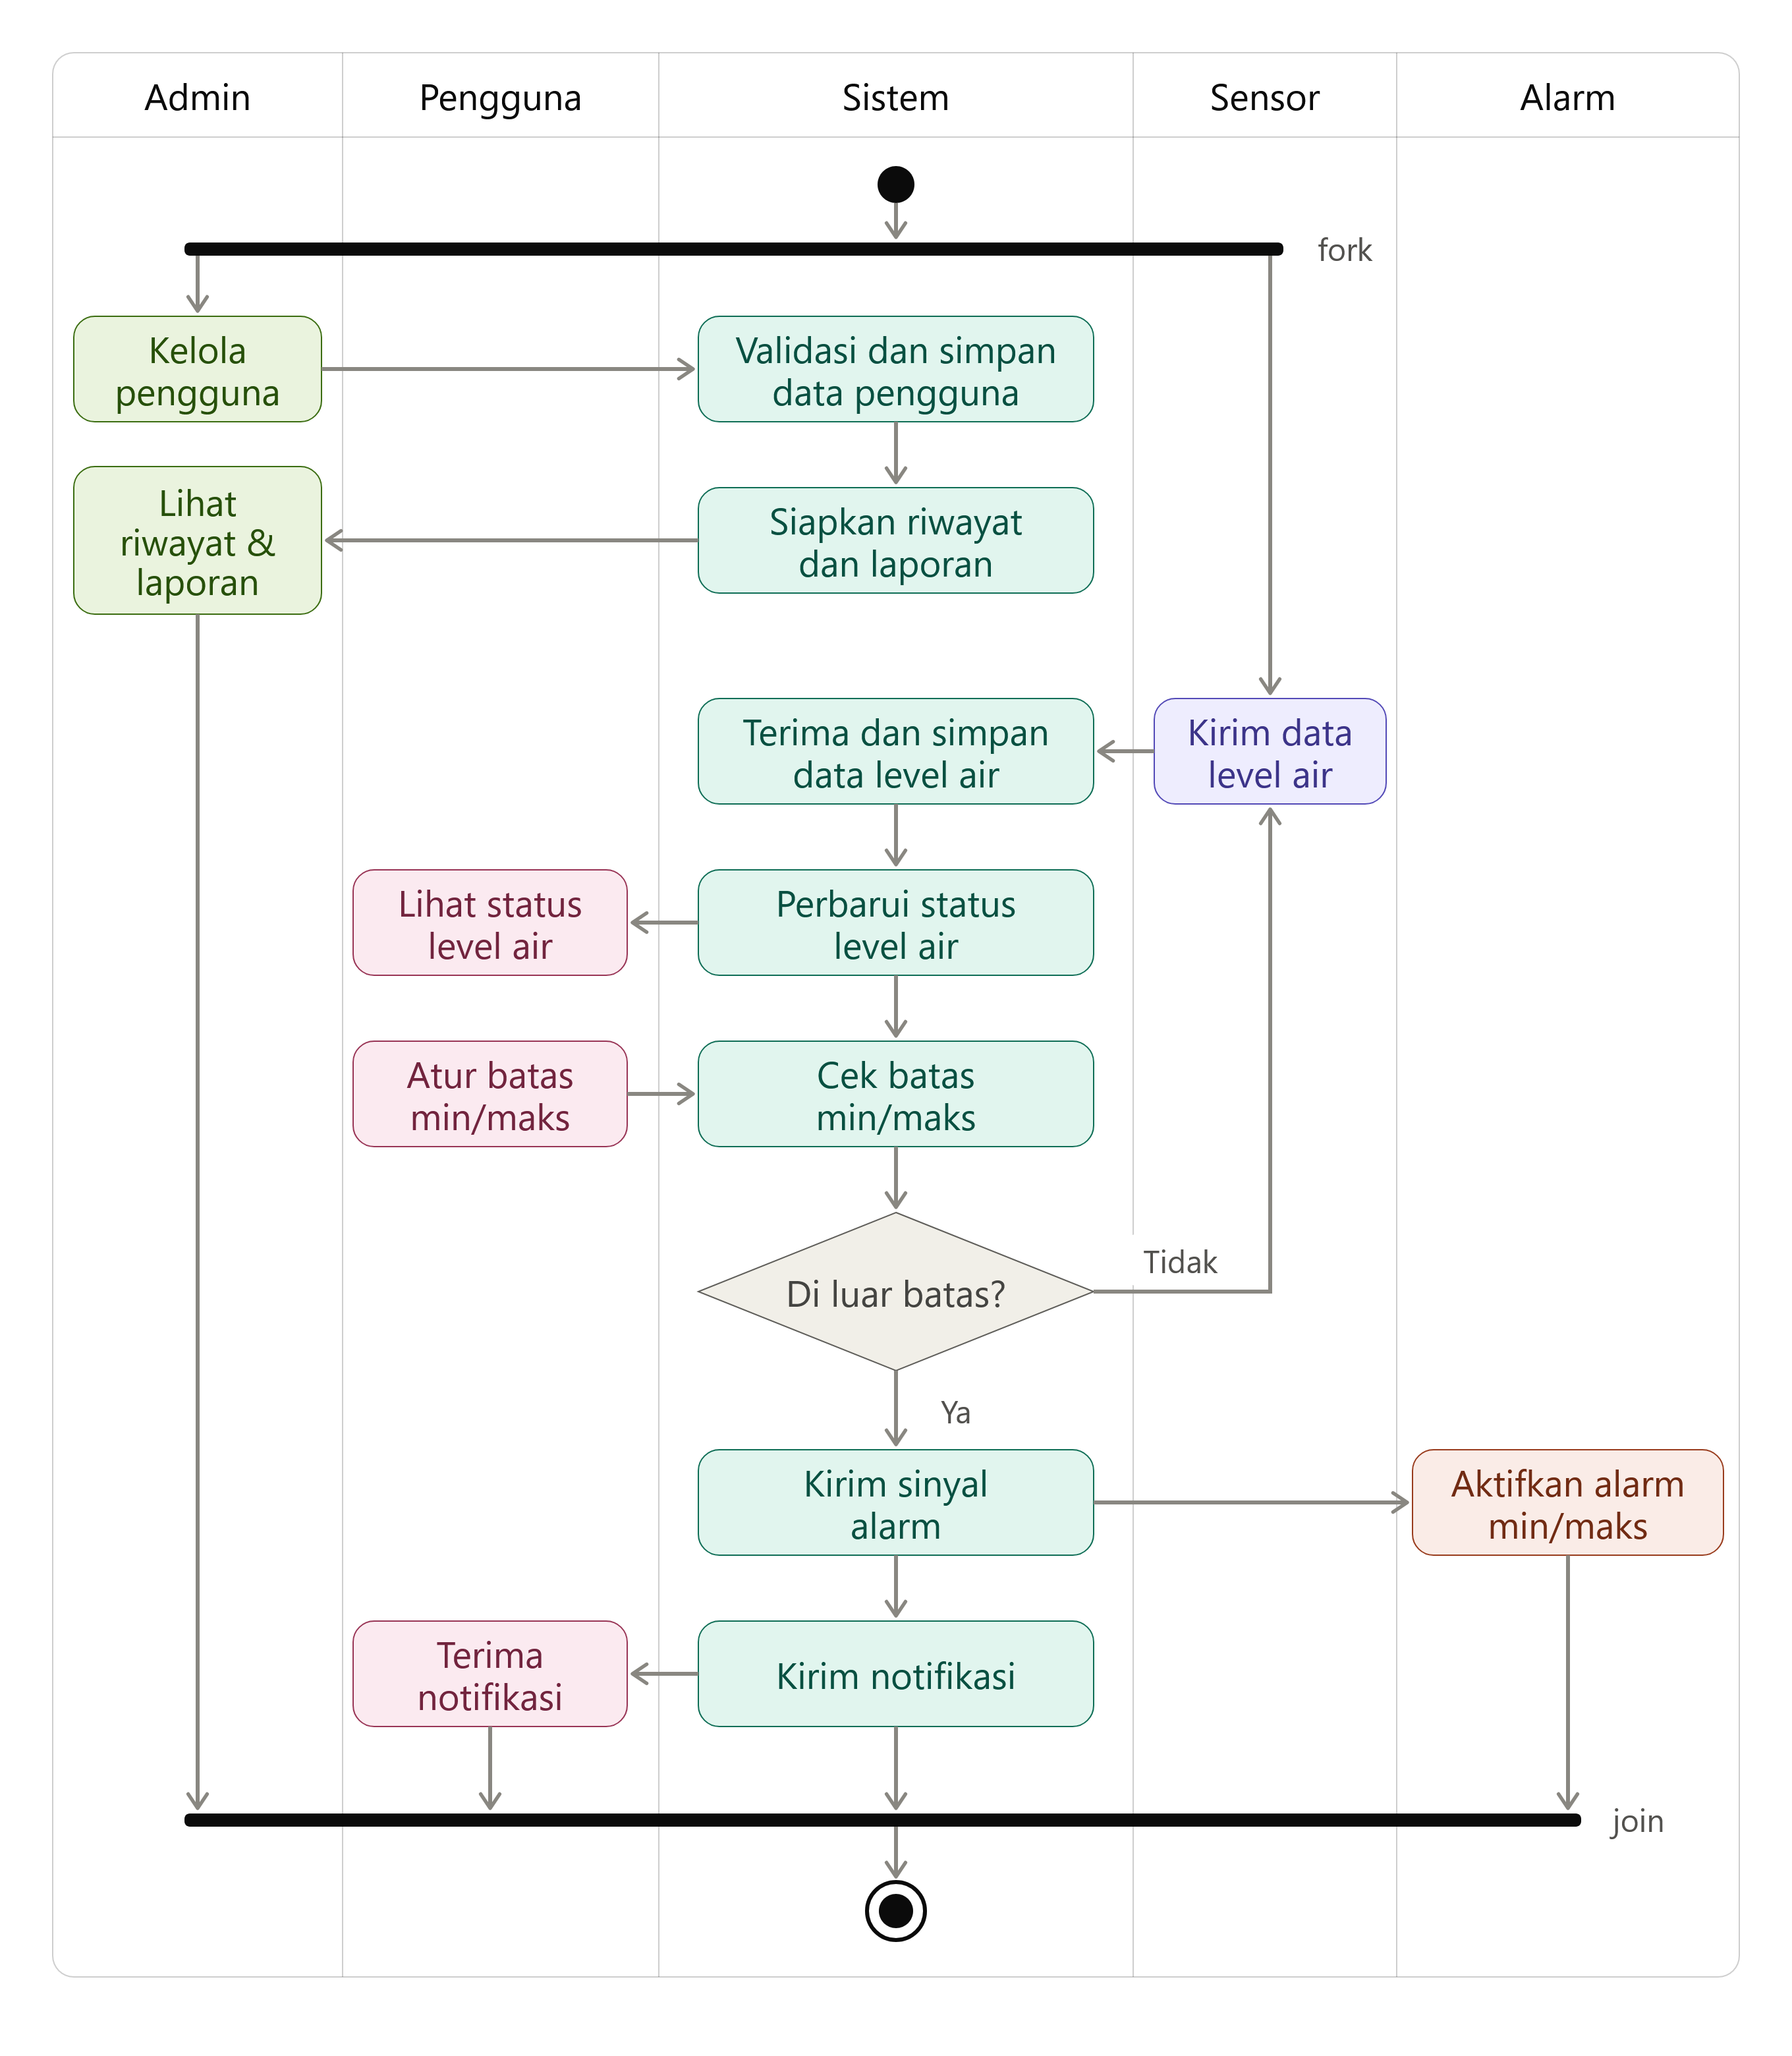 Admin
Pengguna
Sistem
Sensor
Alarm
fork
Kelola
pengguna
Validasi dan simpan
data pengguna
Lihat
riwayat &
laporan
Siapkan riwayat
dan laporan
Terima dan simpan
data level air
Kirim data
level air
Lihat status
level air
Perbarui status
level air
Atur batas
min/maks
Cek batas
min/maks
Di luar batas?
Tidak
Ya
Kirim sinyal
alarm
Aktifkan alarm
min/maks
Terima
notifikasi
Kirim notifikasi
join